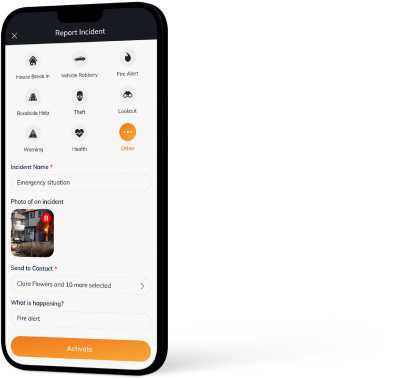 Report Incident
House Break in
Vehicle Robbery
Fire Alert
Roadside Help
Theft
Lookout
Warning
Health
Other
Incident Name *
Emergency situation
Photo of an incident
Send to Contact *
Clara Flowers and 10 more selected
What is happening?
Fire alert
Activate